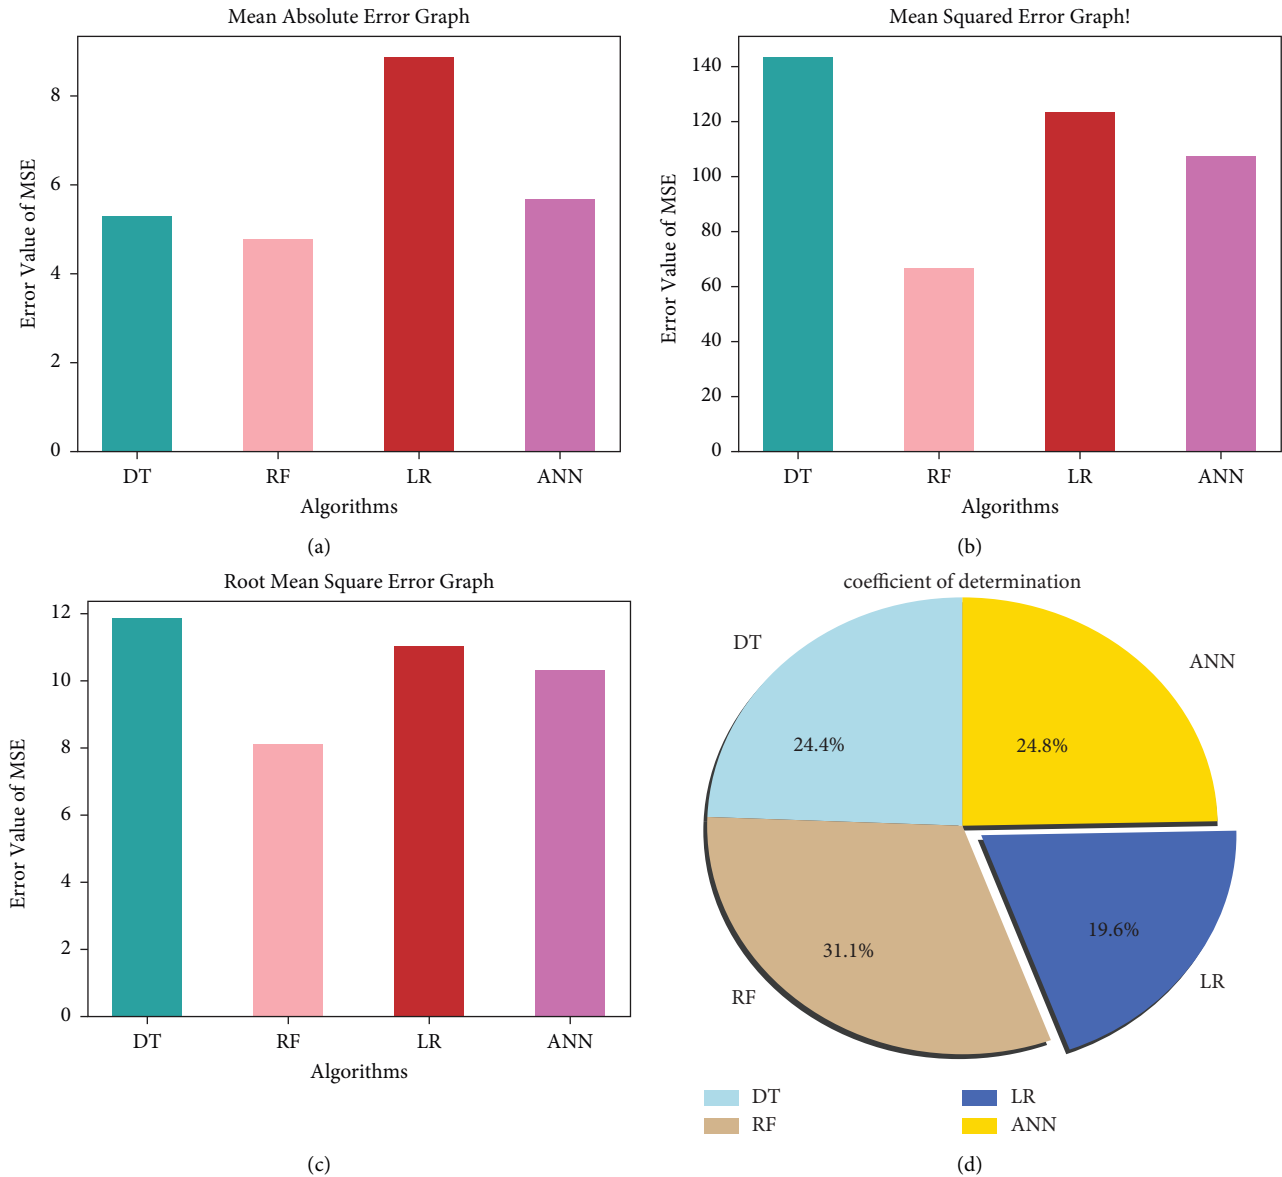 Mean Absolute Error Graph
Error Value of MSE
8
6
4
2
0
DT RF LR ANN
Algorithms
(a)
Mean Squared Error Graph!
Error Value of MSE
140
120
100
80
60
40
20
0
DT RF LR ANN
Algorithms
(b)
Root Mean Square Error Graph
Error Value of MSE
12
10
8
6
4
2
0
DT RF LR ANN
Algorithms
(c)
coefficient of determination
DT
ANN
24.4%
24.8%
19.6%
31.1%
LR
RF
DT
LR
RF
ANN
(d)